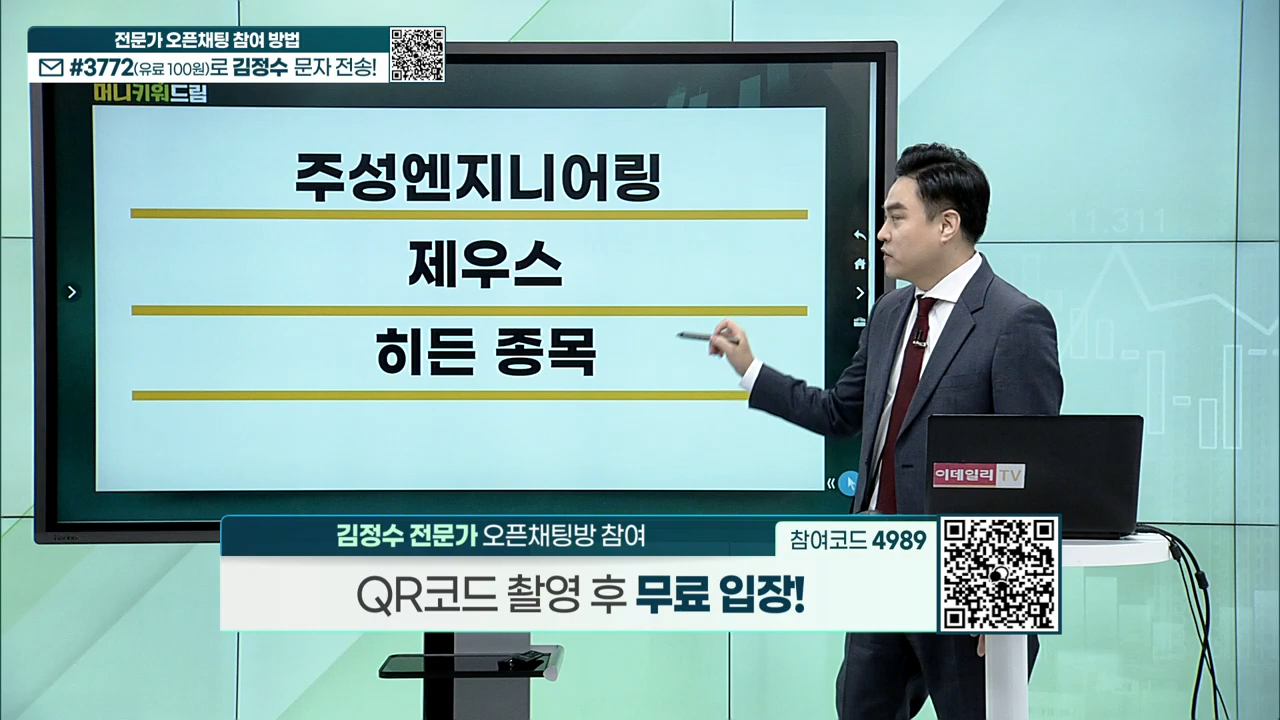 전문가 오픈채팅 참여 방법
#3772(유료 100원)로 김정수 문자 전송!
머니키워드림
주성엔지니어링
제우스
히든 종목
11.311
이데일리 TV
김정수 전문가 오픈채팅방 참여
참여코드 4989
QR코드 촬영 후 무료 입장!